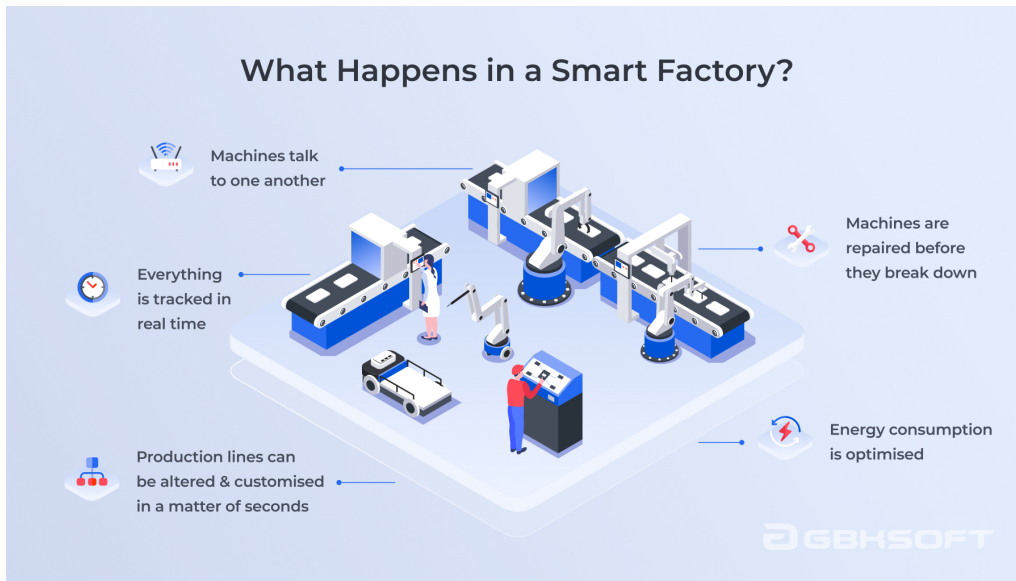 What Happens in a Smart Factory?
Machines talk
to one another
Everything
is tracked in
real time
Production lines can
be altered & customised
in a matter of seconds
Machines are
repaired before
they break down
Energy consumption
is optimised
GBKSOFT